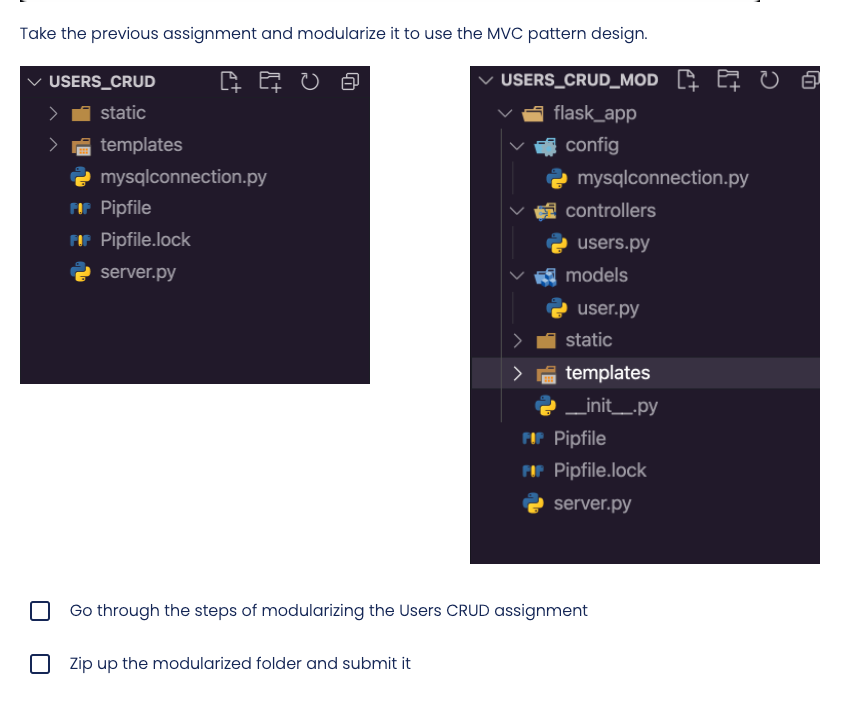 Take the previous assignment and modularize it to use the MVC pattern design.
USERS_CRUD
static
templates
mysqlconnection.py
Pipfile
Pipfile.lock
server.py
USERS_CRUD_MOD
flask_app
config
mysqlconnection.py
controllers
users.py
models
user.py
static
templates
__init__.py
Pipfile
Pipfile.lock
server.py
Go through the steps of modularizing the Users CRUD assignment
Zip up the modularized folder and submit it